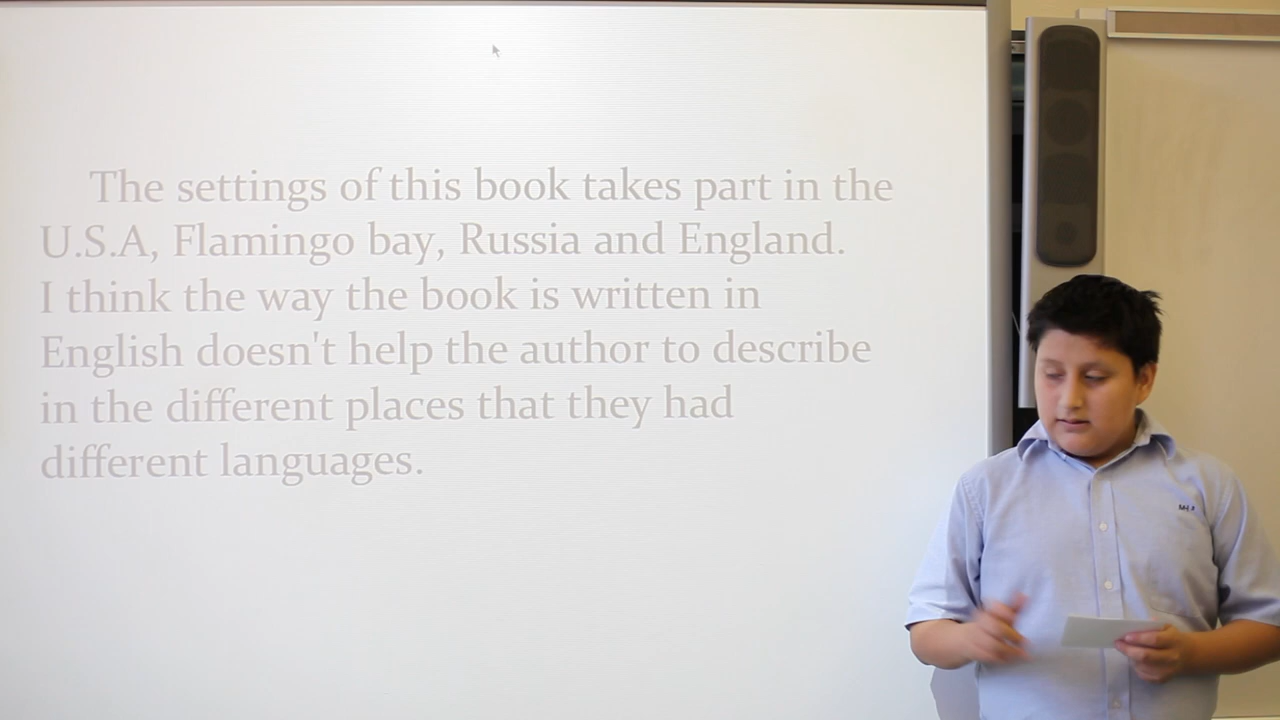 The settings of this book takes part in the
U.S.A, Flamingo bay, Russia and England.
I think the way the book is written in
English doesn't help the author to describe
in the different places that they had
different languages.